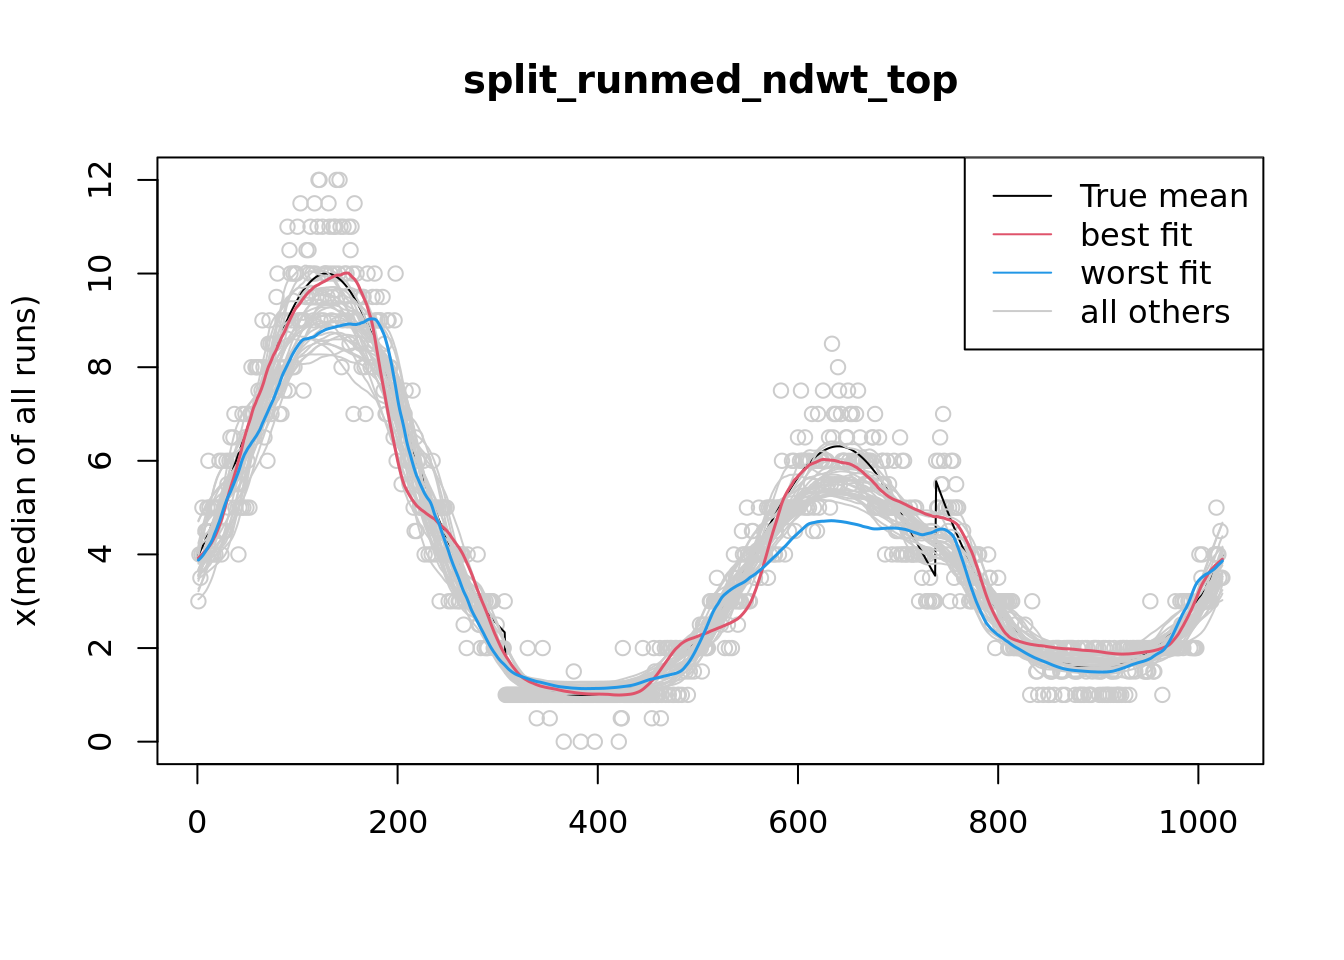 split_runmed_ndwt_top
True mean
best fit
worst fit
all others
x(median of all runs)
12
10
8
6
4
2
0
0 200 400 600 800 1000